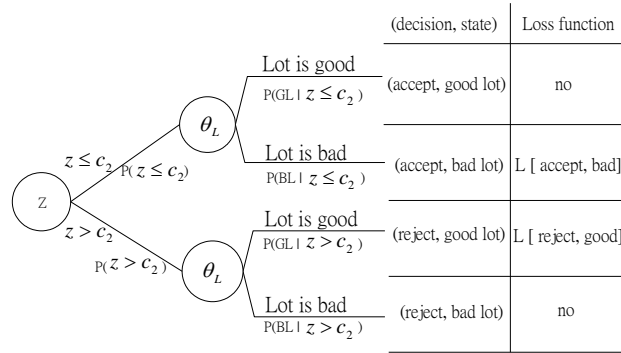 (decision, state) Loss function
Lot is good
P(GL | z ≤ c₂)
(accept, good lot) no
θ_L
Lot is bad
P(BL | z ≤ c₂)
(accept, bad lot) L [ accept, bad]
z ≤ c₂ P( z ≤ c₂)
Z
z > c₂
P( z > c₂ )
Lot is good
P(GL | z > c₂)
(reject, good lot) L [ reject, good]
θ_L
Lot is bad
P(BL | z > c₂)
(reject, bad lot) no